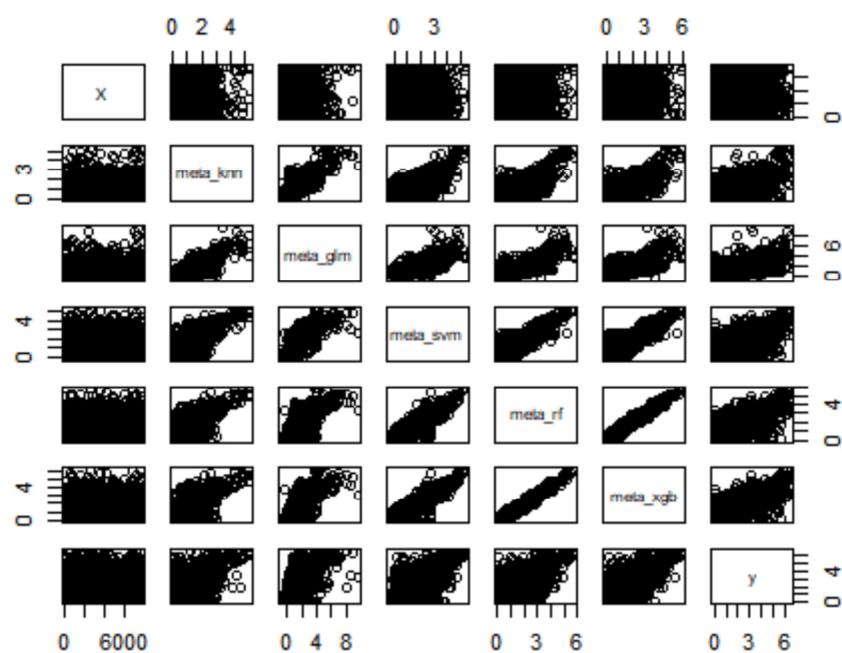 0 2 4 0 3 0 3 6
X 0
0 3 meta_knn
meta_glm 0 6
0 4 meta_svm
meta_rf 0 4
0 4 meta_xgb
y 0 4
0 6000 0 4 8 0 3 6 0 3 6